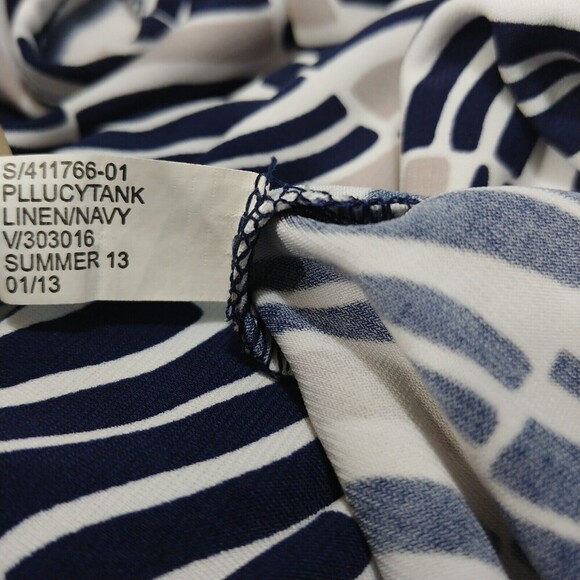 S/411766-01
PLLUCYTANK
LINEN/NAVY
V/303016
SUMMER 13
01/13